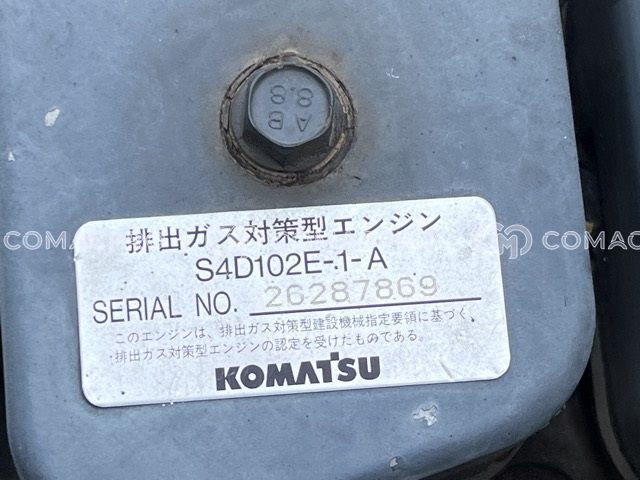 AB
8.8
排出ガス対策型エンジン
S4D102E-1-A
SERIAL NO. 26287869
このエンジンは、排出ガス対策型建設機械指定要領に基づく、
排出ガス対策型エンジンの認定を受けたものである。
KOMATSU
COMA
COMA